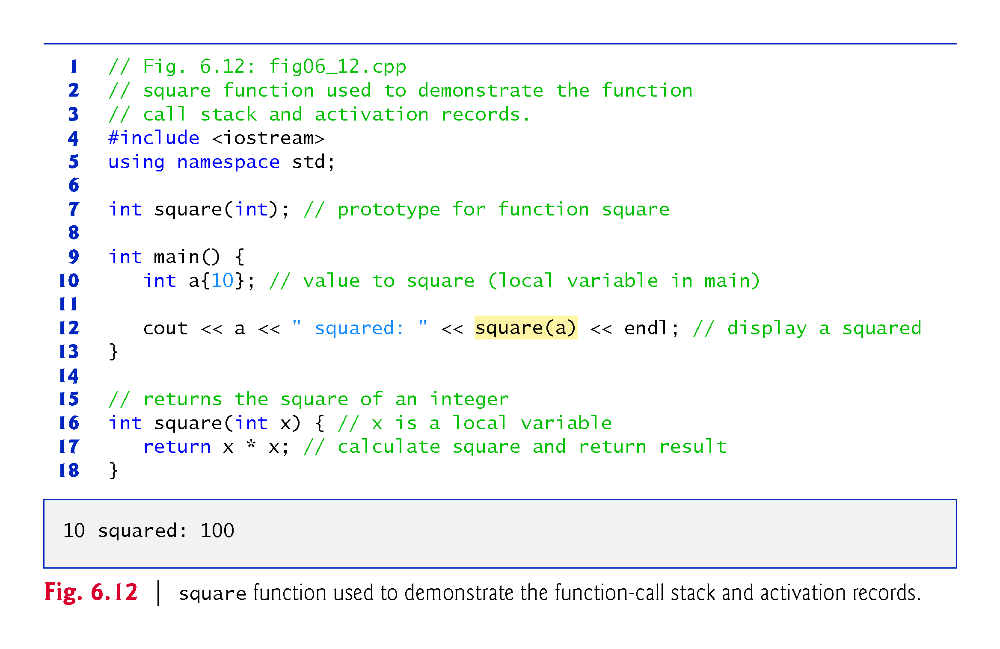 1 // Fig. 6.12: fig06_12.cpp
2 // square function used to demonstrate the function
3 // call stack and activation records.
4 #include <iostream>
5 using namespace std;
6
7 int square(int); // prototype for function square
8
9 int main() {
10 int a{10}; // value to square (local variable in main)
11
12 cout << a << " squared: " << square(a) << endl; // display a squared
13 }
14
15 // returns the square of an integer
16 int square(int x) { // x is a local variable
17 return x * x; // calculate square and return result
18 }
10 squared: 100
Fig. 6.12 | square function used to demonstrate the function-call stack and activation records.